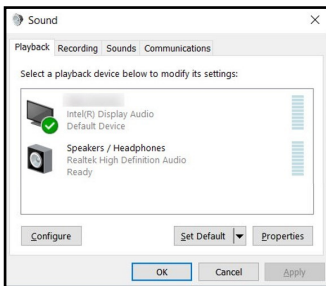 Sound
Playback Recording Sounds Communications
Select a playback device below to modify its settings:
Intel(R) Display Audio
Default Device
Speakers / Headphones
Realtek High Definition Audio
Ready
Configure Set Default Properties
OK Cancel Apply